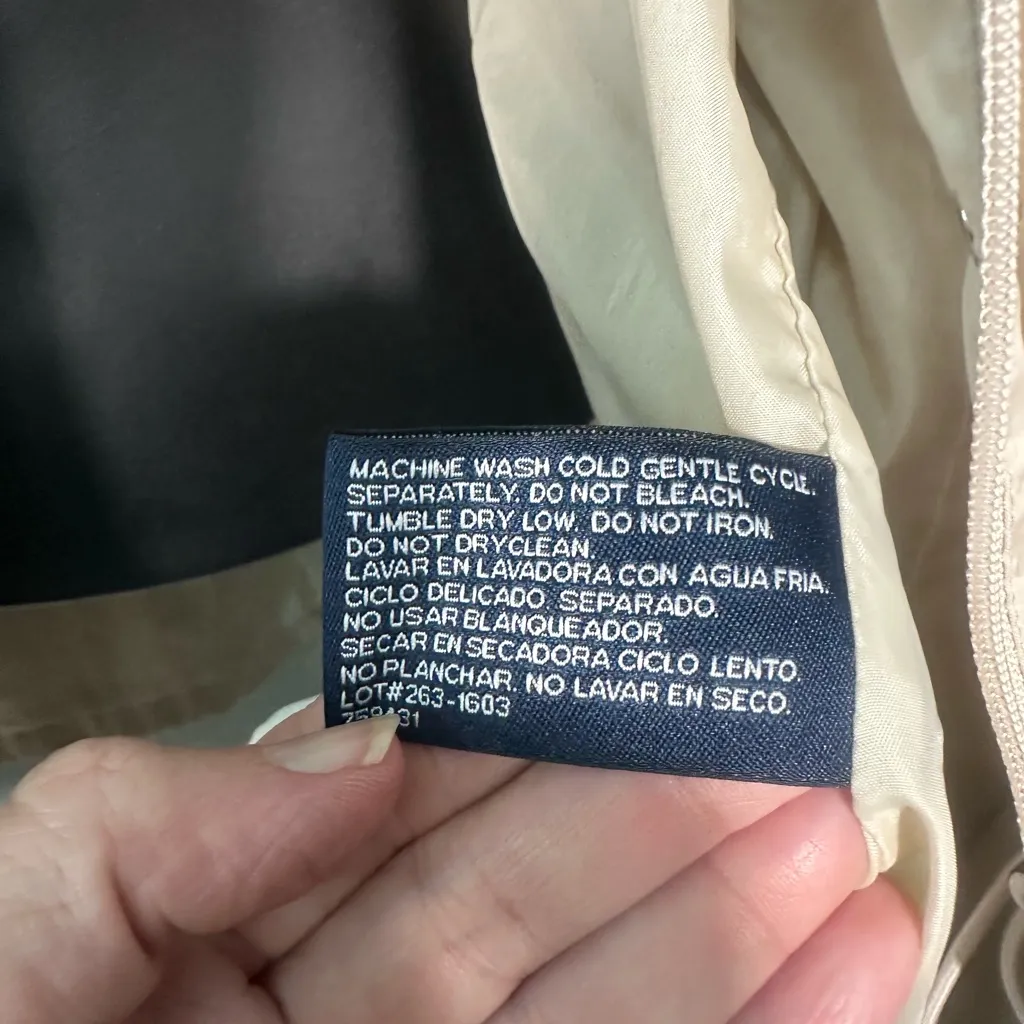 MACHINE WASH COLD GENTLE CYCLE.
SEPARATELY. DO NOT BLEACH.
TUMBLE DRY LOW. DO NOT IRON.
DO NOT DRYCLEAN.
LAVAR EN LAVADORA CON AGUA FRIA.
CICLO DELICADO. SEPARADO.
NO USAR BLANQUEADOR.
SECAR EN SECADORA CICLO LENTO.
NO PLANCHAR. NO LAVAR EN SECO.
LOT#263-1603